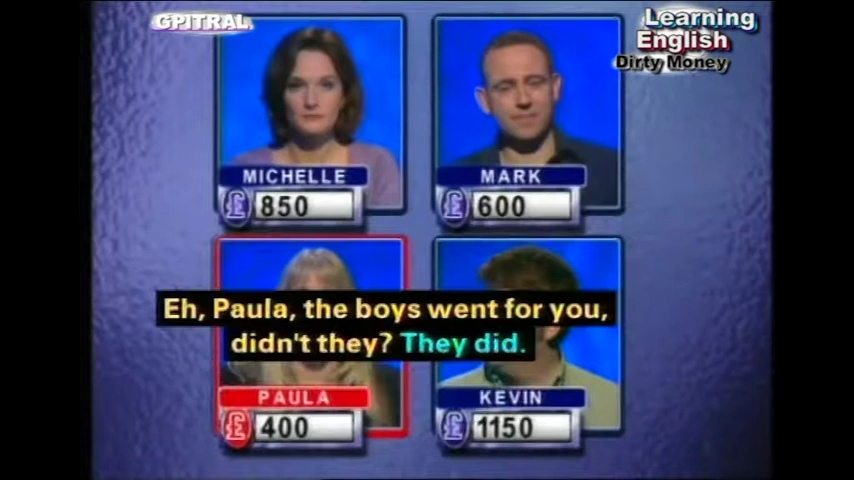 GPITRAL
Learning
English
Dirty Money
MICHELLE
£ 850
MARK
£ 600
Eh, Paula, the boys went for you,
didn't they? They did.
PAULA
£ 400
KEVIN
£ 1150